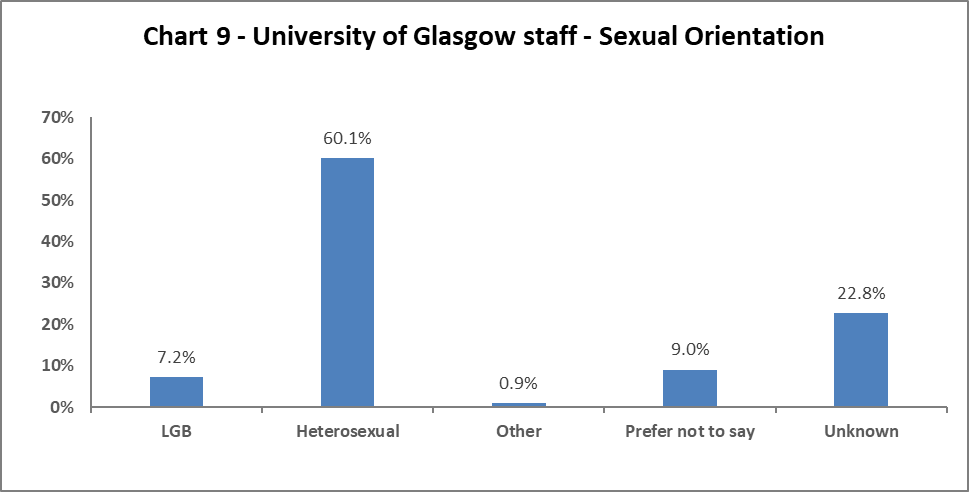 Chart 9 - University of Glasgow staff - Sexual Orientation
70%
60%
50%
40%
30%
20%
10%
0%
7.2%
60.1%
0.9%
9.0%
22.8%
LGB
Heterosexual
Other
Prefer not to say
Unknown